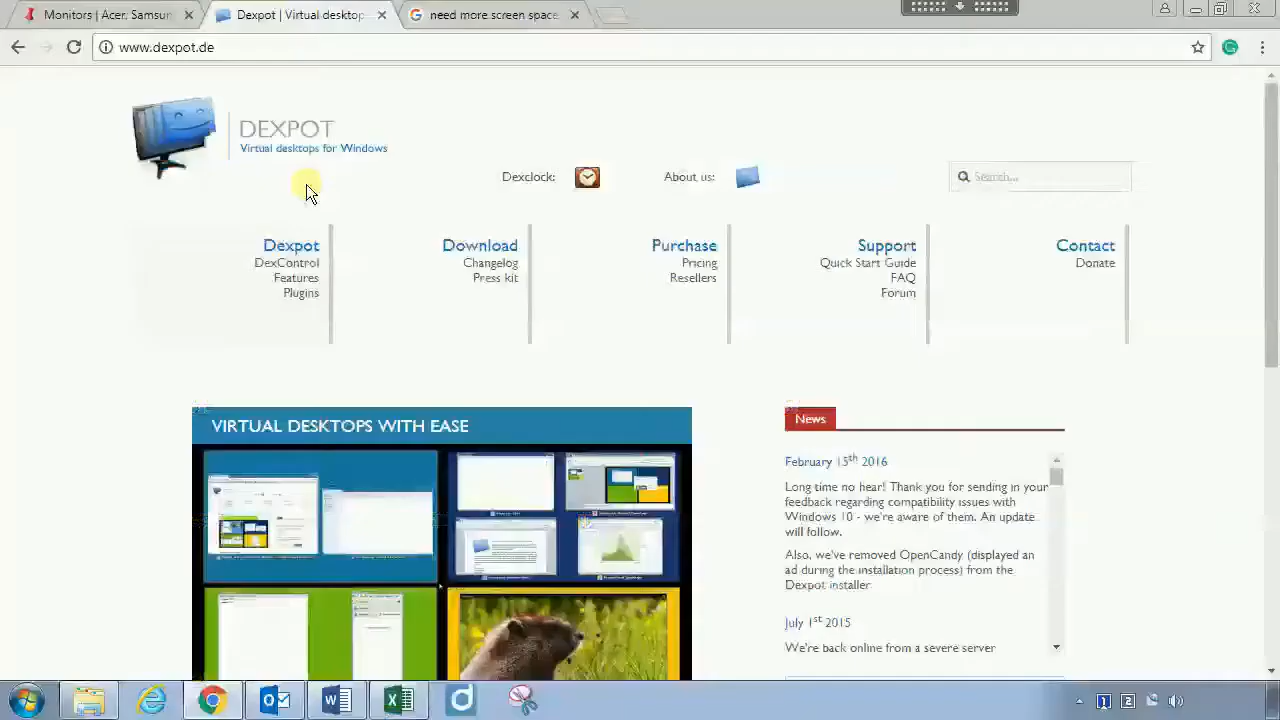 Monitors | Acer, Samsun
Dexpot | Virtual desktop
need more screen space
www.dexpot.de
DEXPOT
Virtual desktops for Windows
Dexclock:
About us:
Search...
Dexpot
DexControl
Features
Plugins
Download
Changelog
Press kit
Purchase
Pricing
Resellers
Support
Quick Start Guide
FAQ
Forum
Contact
Donate
VIRTUAL DESKTOPS WITH EASE
News
February 15th 2016
Long time no hear! Thank you for sending in your
feedback regarding compatibility issues with
Windows 10 - we're aware of them. An update
will follow.
Also, we've removed OpenCandy (displayed an
ad during the installation process) from the
Dexpot installer
July 1st 2015
We're back online from a severe server
1
2